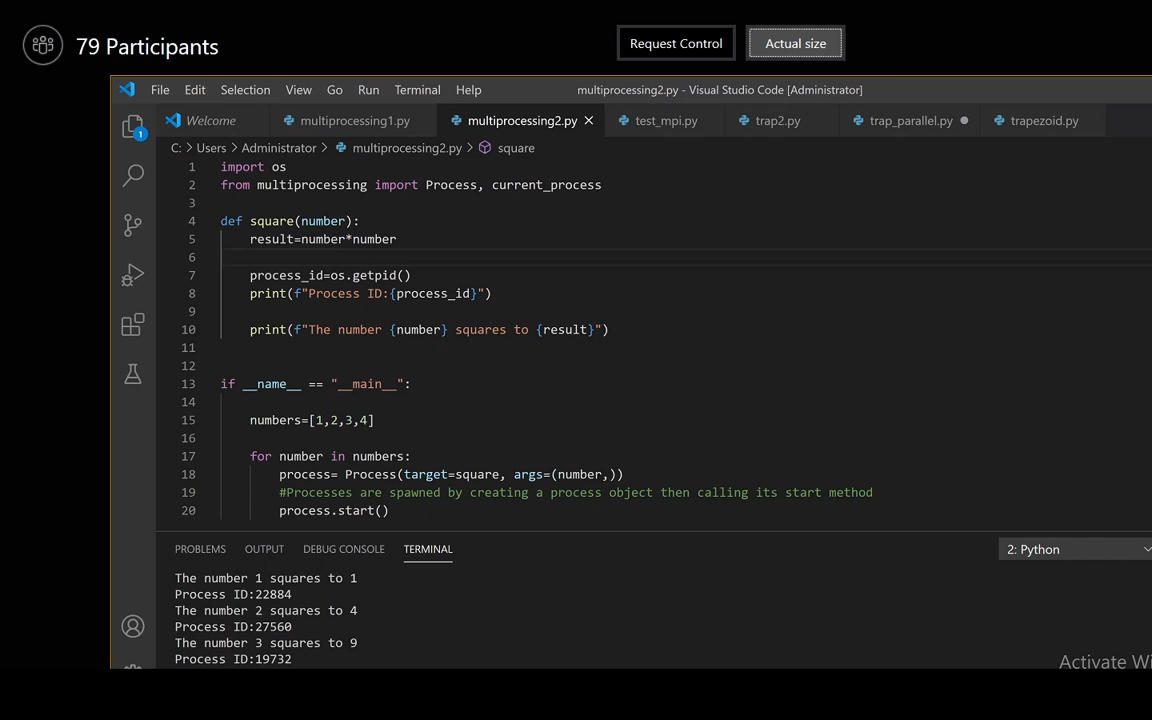 79 Participants
Request Control
Actual size
File Edit Selection View Go Run Terminal Help
multiprocessing2.py - Visual Studio Code [Administrator]
Welcome
multiprocessing1.py
multiprocessing2.py
test_mpi.py
trap2.py
trap_parallel.py
trapezoid.py
C: > Users > Administrator > multiprocessing2.py > square
1 import os
2 from multiprocessing import Process, current_process
3
4 def square(number):
5 result=number*number
6
7 process_id=os.getpid()
8 print(f"Process ID:{process_id}")
9
10 print(f"The number {number} squares to {result}")
11
12
13 if __name__ == "__main__":
14
15 numbers=[1,2,3,4]
16
17 for number in numbers:
18 process= Process(target=square, args=(number,))
19 #Processes are spawned by creating a process object then calling its start method
20 process.start()
1
PROBLEMS OUTPUT DEBUG CONSOLE TERMINAL
2: Python
The number 1 squares to 1
Process ID:22884
The number 2 squares to 4
Process ID:27560
The number 3 squares to 9
Process ID:19732
Activate